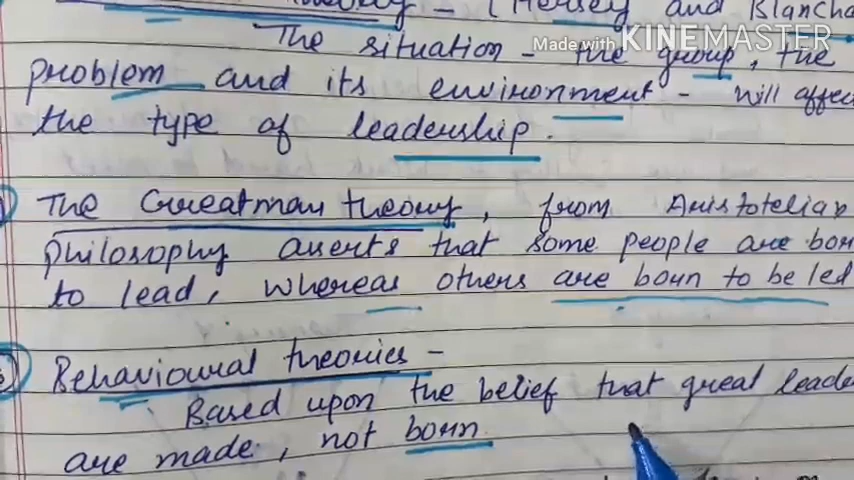 - (Hersey and Blancha
The situation - the group, the
problem and its environment - will affec
the type of leadership.
The Greatman theory, from Aristotelian
philosophy asserts that some people are born
to lead, whereas others are born to be led
Behavioural theories -
Based upon the belief that great leade
are made, not born
Made with KINEMASTER